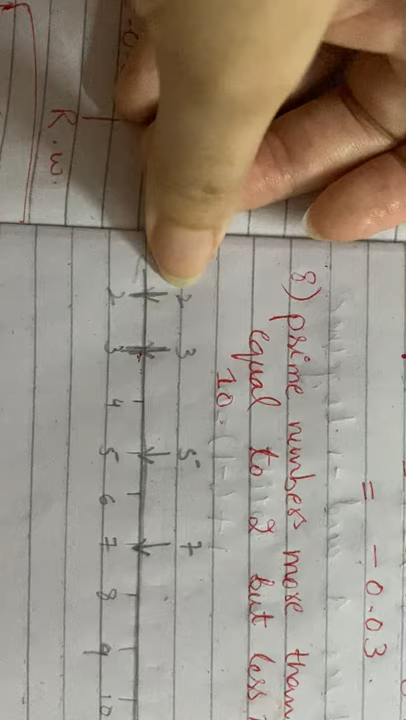 = -0.03.
8) prime numbers more than
equal to 2 but less
10.
2 3 5 7
2 3 4 5 6 7 8 9 10
R.w.